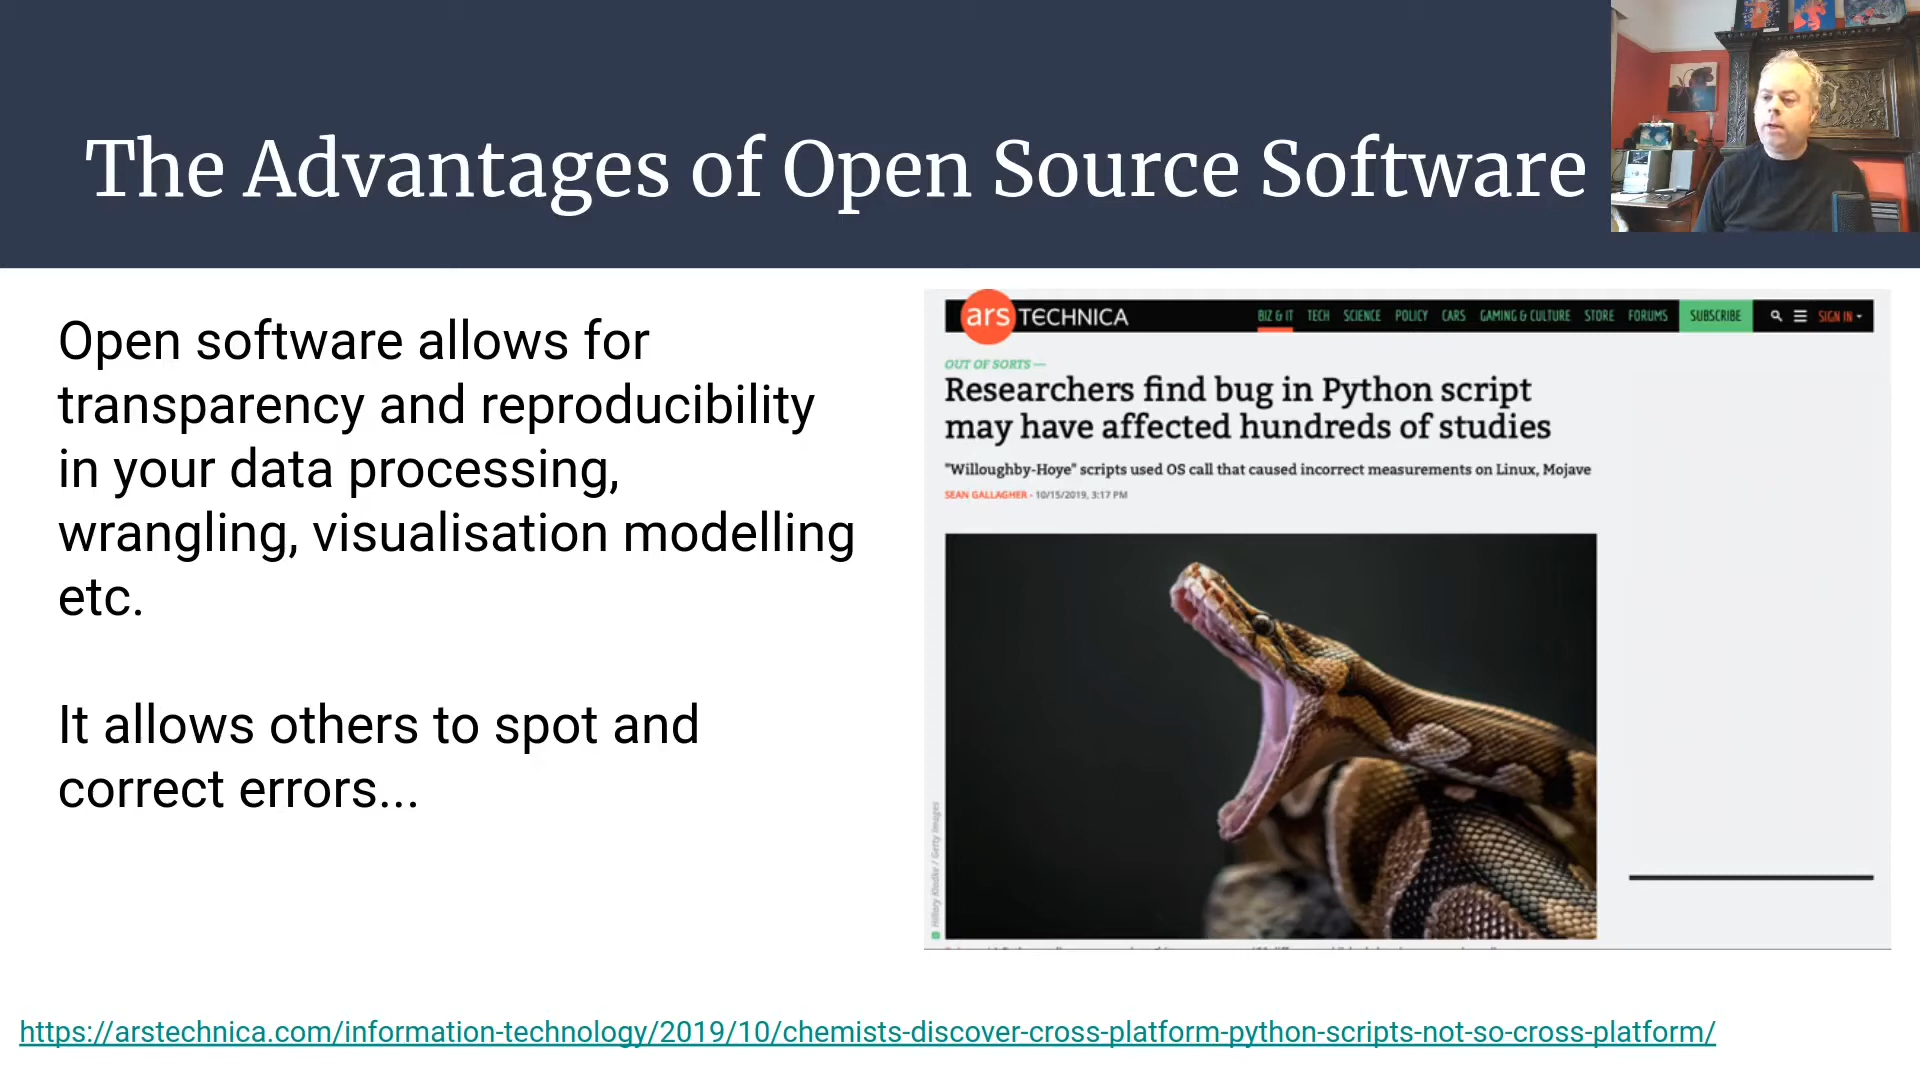 The Advantages of Open Source Software
Open software allows for
transparency and reproducibility
in your data processing,
wrangling, visualisation modelling
etc.
It allows others to spot and
correct errors...
ars TECHNICA
BIZ & IT TECH SCIENCE POLICY CARS GAMING & CULTURE STORE FORUMS SUBSCRIBE SIGN IN
OUT OF SORTS —
Researchers find bug in Python script
may have affected hundreds of studies
"Willoughby-Hoye" scripts used OS call that caused incorrect measurements on Linux, Mojave
SEAN GALLAGHER - 10/15/2019, 3:17 PM
/ Getty Images
https://arstechnica.com/information-technology/2019/10/chemists-discover-cross-platform-python-scripts-not-so-cross-platform/